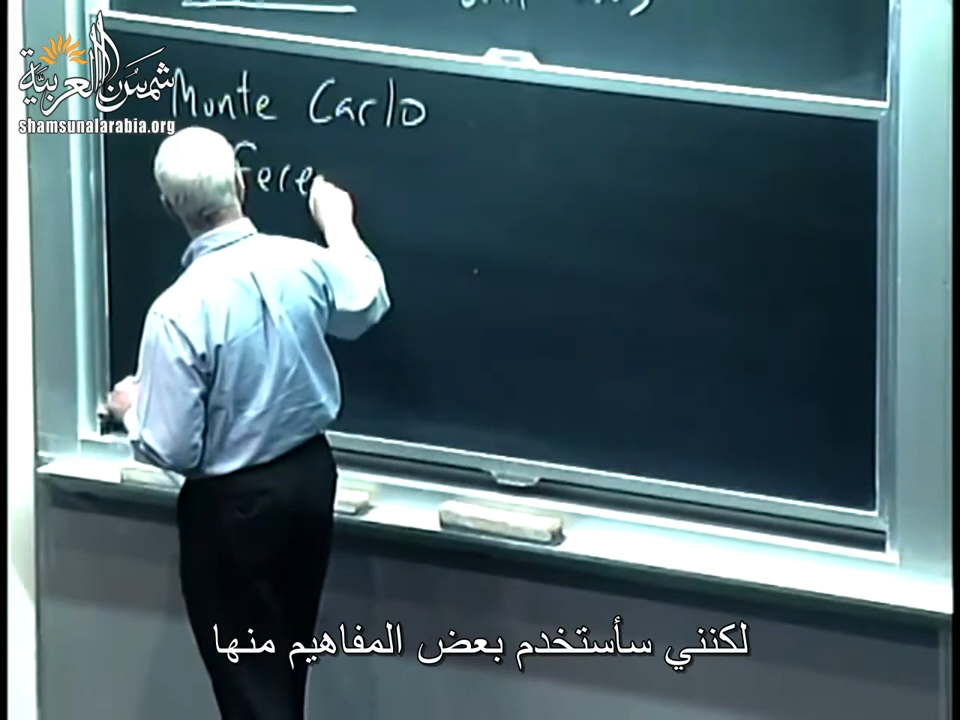 شمس العربية
shamsunalarabia.org
Monte Carlo
fere
لكنني سأستخدم بعض المفاهيم منها